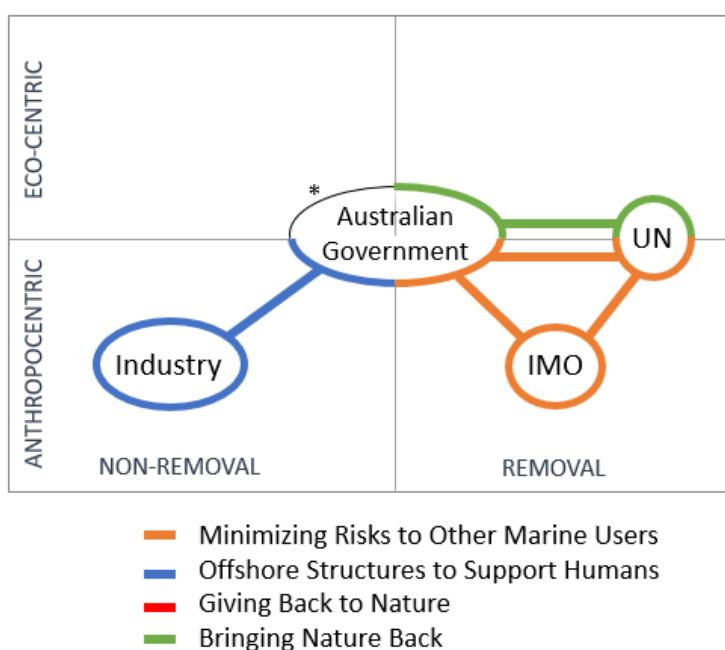 ECO-CENTRIC
*
Australian
Government
UN
ANTHROPOCENTRIC
Industry
IMO
NON-REMOVAL
REMOVAL
Minimizing Risks to Other Marine Users
Offshore Structures to Support Humans
Giving Back to Nature
Bringing Nature Back